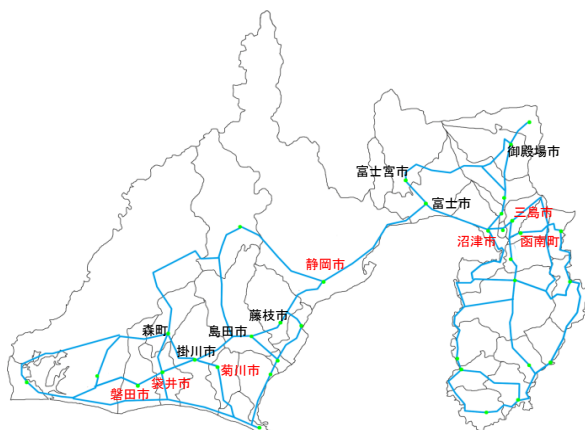 御殿場市
富士宮市
富士市
三島市
沼津市
函南町
静岡市
藤枝市
森町
島田市
掛川市
菊川市
袋井市
磐田市